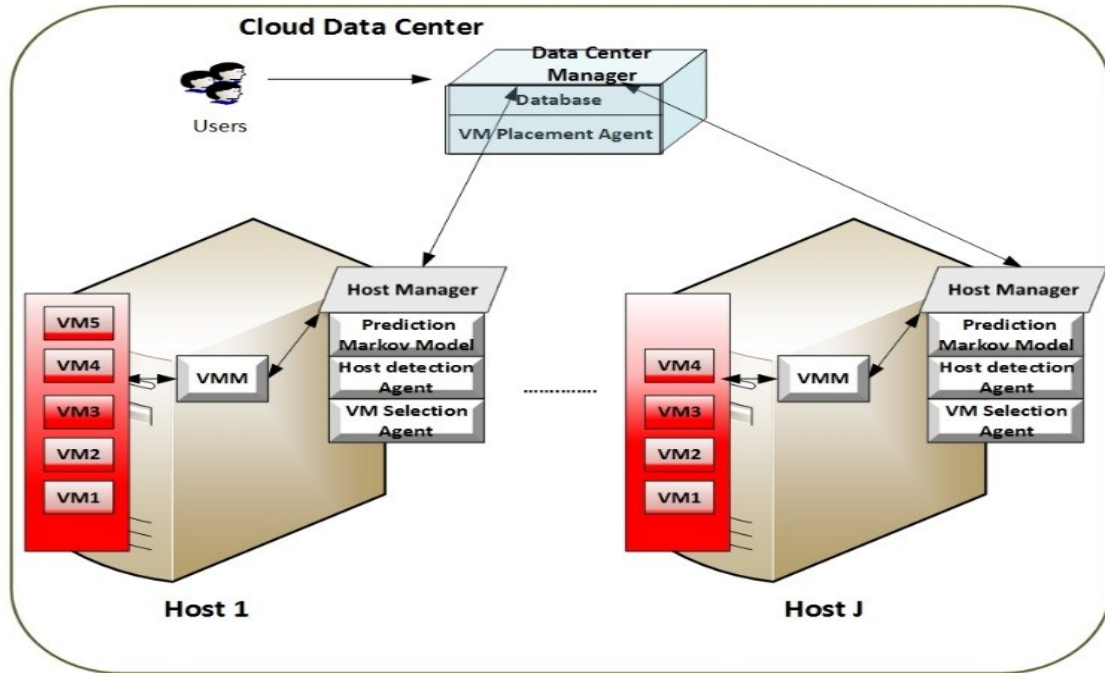 Cloud Data Center
Data Center
Manager
Database
VM Placement Agent
Users
Host Manager
Prediction
Markov Model
Host detection
Agent
VM Selection
Agent
VMM
VM5
VM4
VM3
VM2
VM1
Host 1
.............
Host Manager
Prediction
Markov Model
Host detection
Agent
VM Selection
Agent
VMM
VM4
VM3
VM2
VM1
Host J